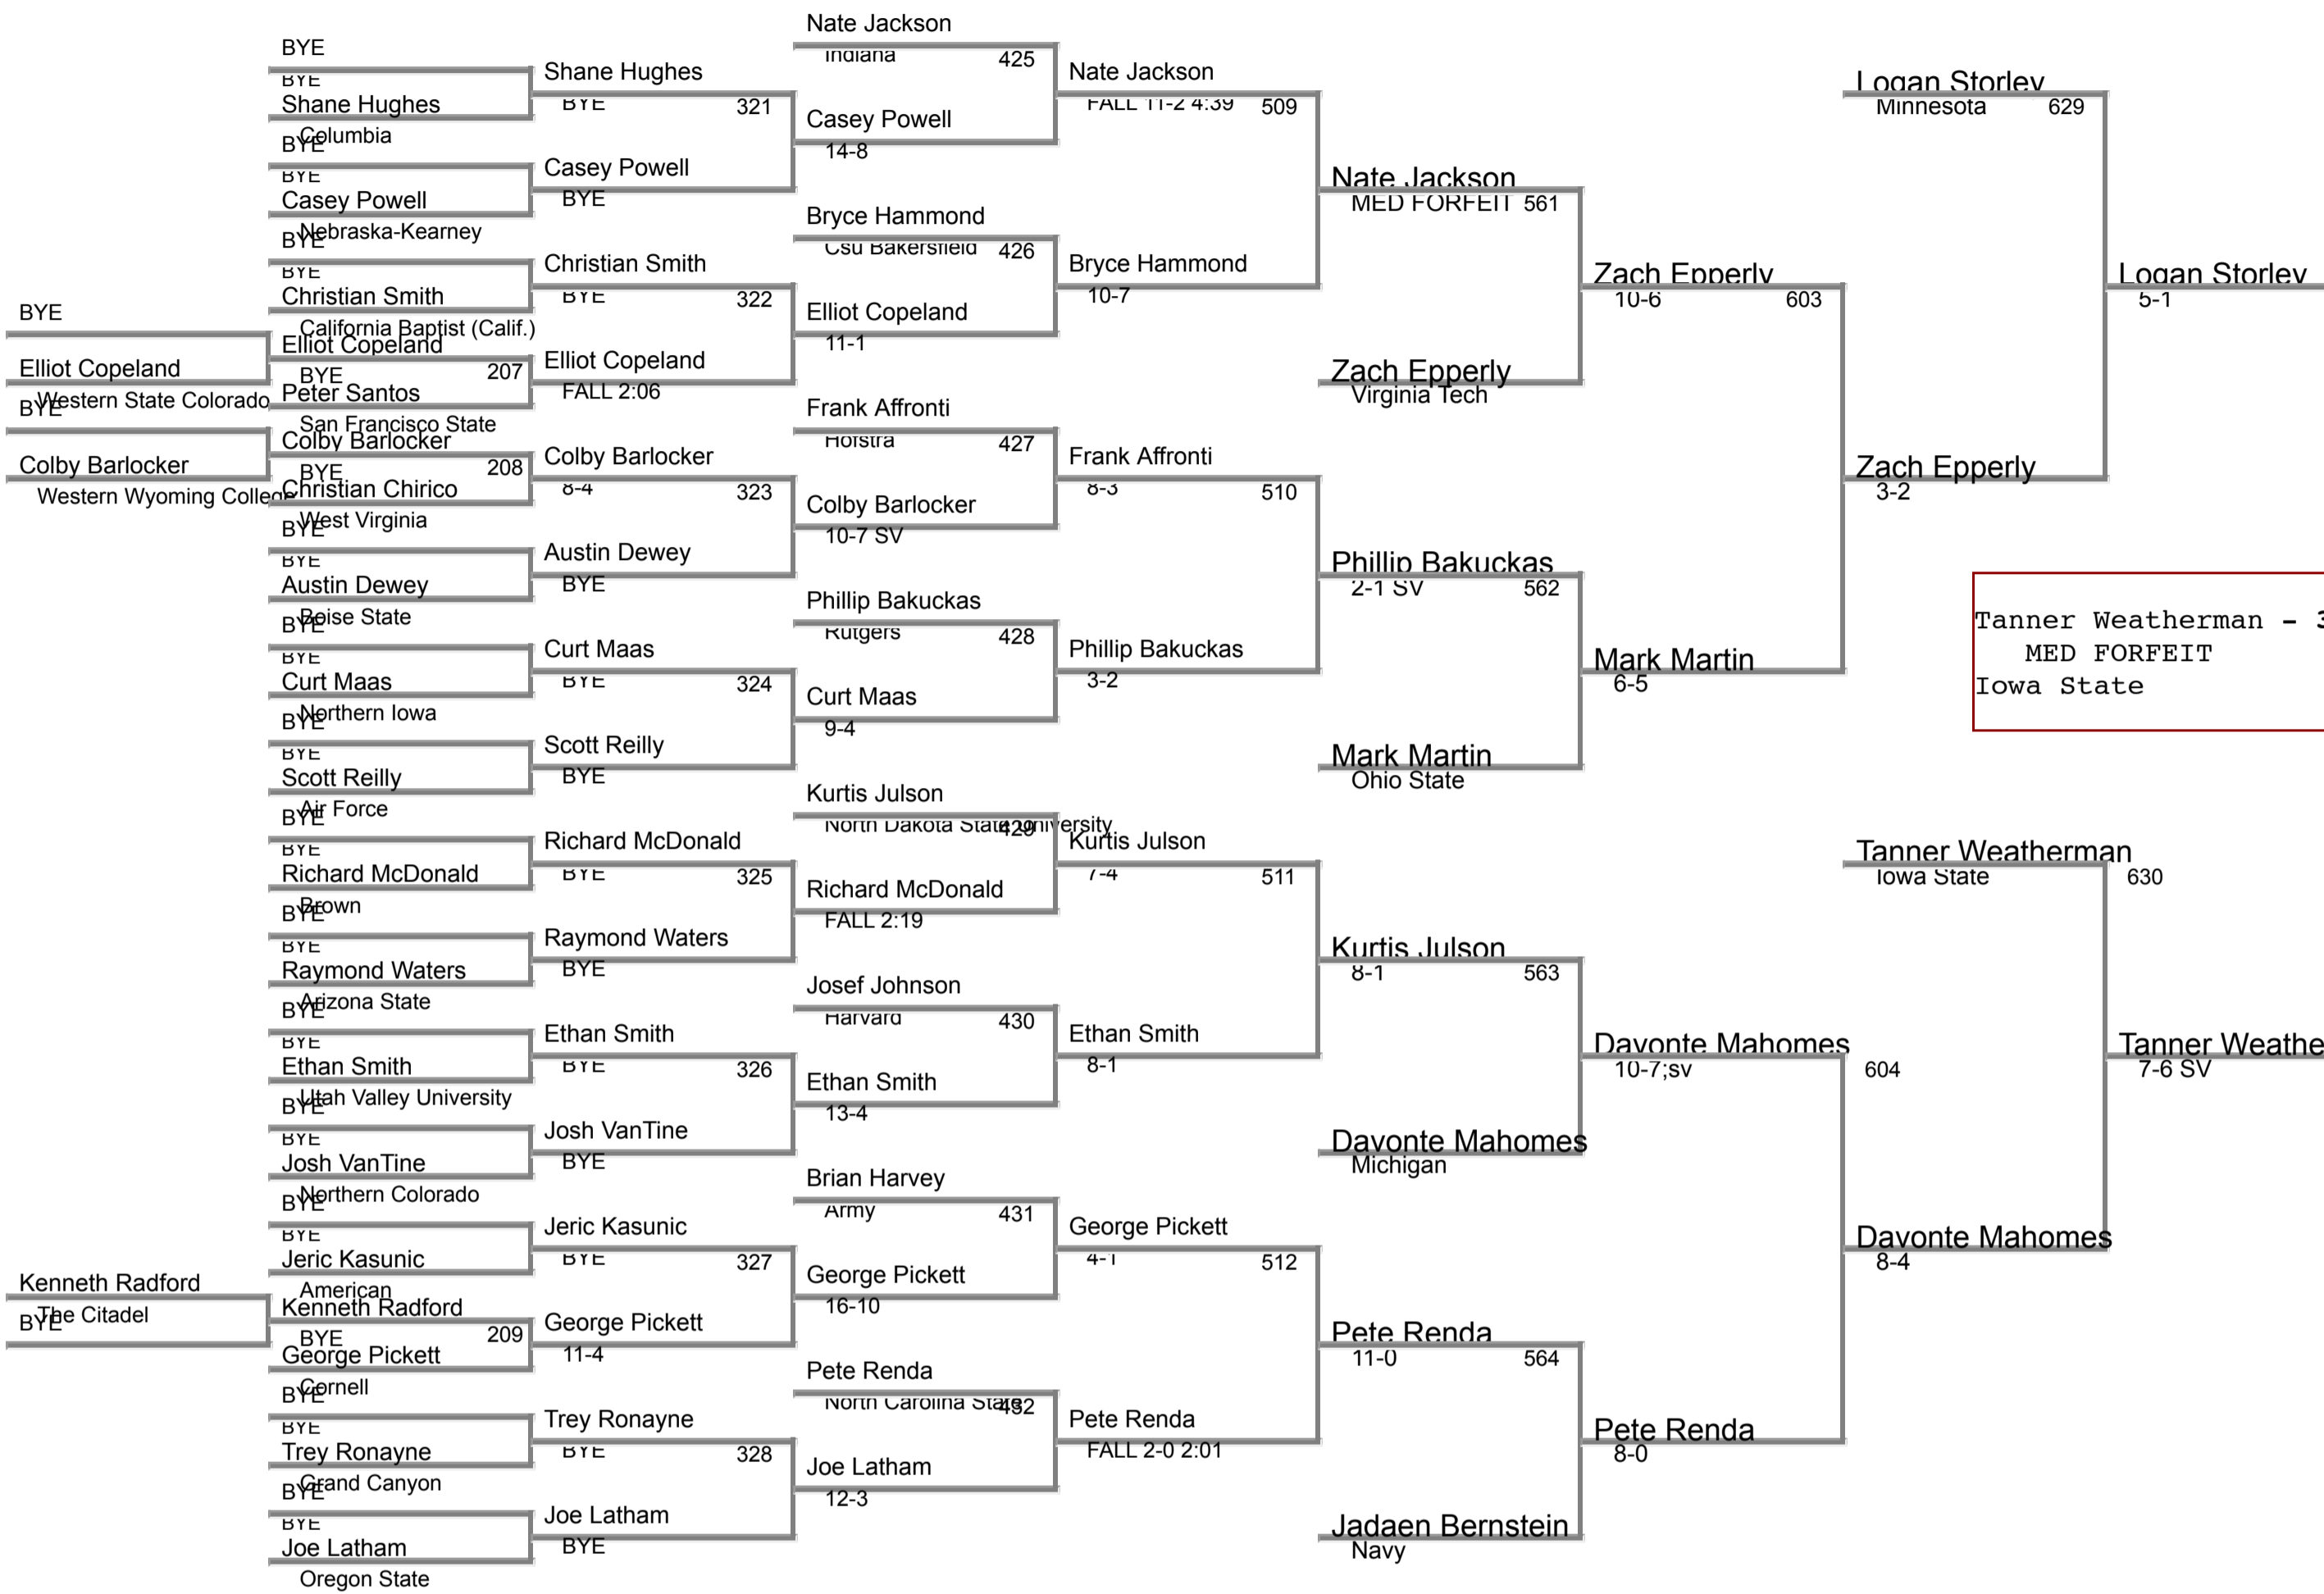 BYE
BYE
Shane Hughes
Columbia
BYE
BYE
Casey Powell
Nebraska-Kearney
BYE
BYE
Christian Smith
California Baptist (Calif.)
BYE
Elliot Copeland
Western State Colorado
Elliot Copeland
BYE
207
Peter Santos
San Francisco State
BYE
Colby Barlocker
Western Wyoming College
Colby Barlocker
BYE
208
Christian Chirico
West Virginia
BYE
BYE
Austin Dewey
Boise State
BYE
BYE
Curt Maas
Northern Iowa
BYE
BYE
Scott Reilly
Air Force
BYE
BYE
Richard McDonald
Brown
BYE
BYE
Raymond Waters
Arizona State
BYE
BYE
Ethan Smith
Utah Valley University
BYE
BYE
Josh VanTine
Northern Colorado
BYE
BYE
Jeric Kasunic
American
Kenneth Radford
The Citadel
BYE
Kenneth Radford
BYE
209
George Pickett
Cornell
BYE
BYE
Trey Ronayne
Grand Canyon
BYE
BYE
Joe Latham
Oregon State
Shane Hughes
BYE
321
Casey Powell
BYE
Christian Smith
BYE
322
Elliot Copeland
FALL 2:06
Colby Barlocker
8-4
323
Austin Dewey
BYE
Curt Maas
BYE
324
Scott Reilly
BYE
Richard McDonald
BYE
325
Raymond Waters
BYE
Ethan Smith
BYE
326
Josh VanTine
BYE
Jeric Kasunic
BYE
327
George Pickett
11-4
Trey Ronayne
BYE
328
Joe Latham
BYE
Nate Jackson
Indiana
425
Casey Powell
14-8
Bryce Hammond
Csu Bakersfield
426
Elliot Copeland
11-1
Frank Affronti
Hofstra
427
Colby Barlocker
10-7 SV
Phillip Bakuckas
Rutgers
428
Curt Maas
9-4
Kurtis Julson
North Dakota State University
429
Richard McDonald
FALL 2:19
Josef Johnson
Harvard
430
Ethan Smith
13-4
Brian Harvey
Army
431
George Pickett
16-10
Pete Renda
North Carolina State
432
Joe Latham
12-3
Nate Jackson
FALL 11-2 4:39
509
Bryce Hammond
10-7
Frank Affronti
8-3
510
Phillip Bakuckas
3-2
Kurtis Julson
7-4
511
Ethan Smith
8-1
George Pickett
4-1
512
Pete Renda
FALL 2-0 2:01
Nate Jackson
MED FORFEIT
561
Zach Epperly
Virginia Tech
Phillip Bakuckas
2-1 SV
562
Mark Martin
Ohio State
Kurtis Julson
8-1
563
Davonte Mahomes
Michigan
Pete Renda
11-0
564
Jadaen Bernstein
Navy
Zach Epperly
10-6
603
Mark Martin
6-5
Davonte Mahomes
10-7;sv
604
Pete Renda
8-0
Logan Storley
Minnesota
629
Zach Epperly
3-2
Tanner Weatherman
Iowa State
630
Davonte Mahomes
8-4
Logan Storley
5-1
Tanner Weatherman - 3
MED FORFEIT
Iowa State
Tanner Weathe
7-6 SV